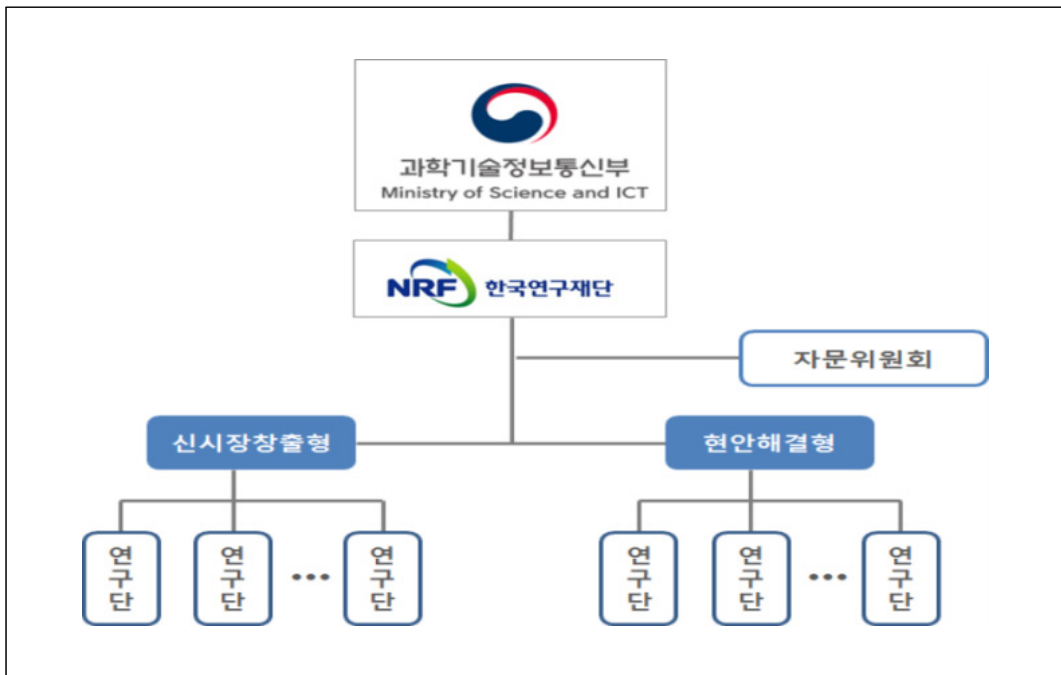 과학기술정보통신부
Ministry of Science and ICT
NRF 한국연구재단
자문위원회
신시장창출형
현안해결형
연구단
연구단
•••
연구단
연구단
연구단
•••
연구단